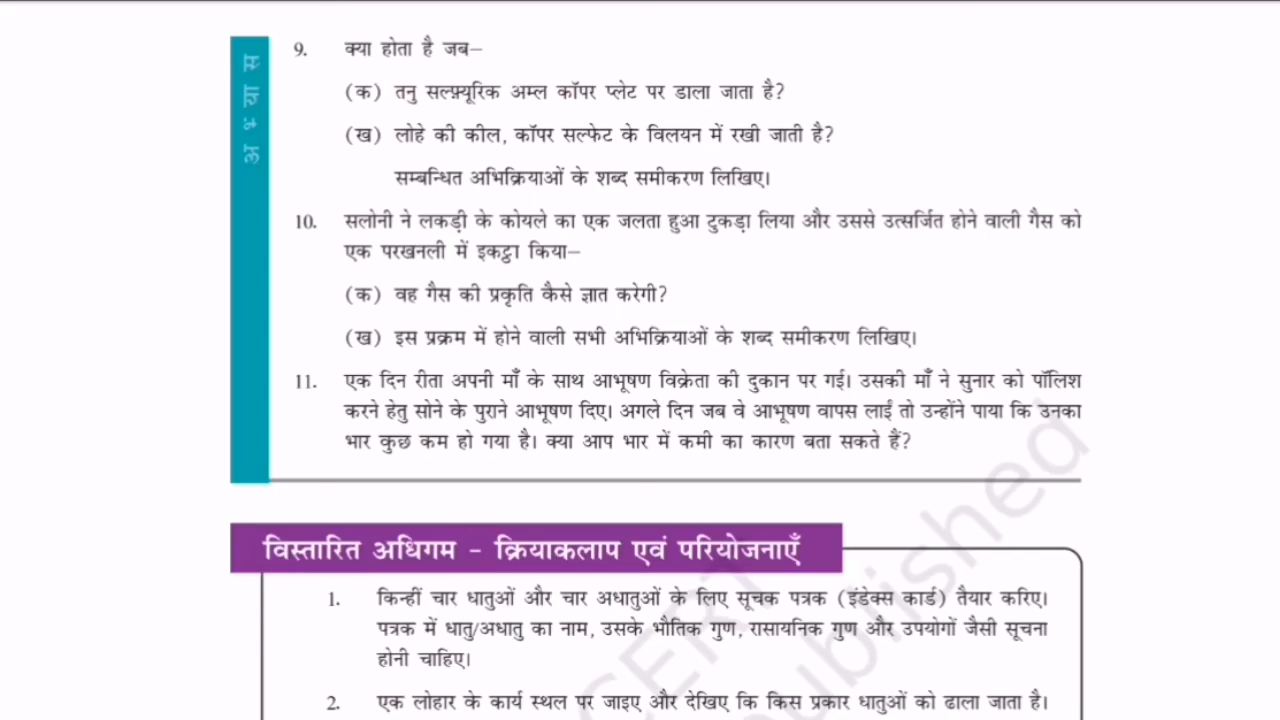 अभ्यास
9. क्या होता है जब–
(क) तनु सल्फ़्यूरिक अम्ल कॉपर प्लेट पर डाला जाता है?
(ख) लोहे की कील, कॉपर सल्फेट के विलयन में रखी जाती है?
सम्बन्धित अभिक्रियाओं के शब्द समीकरण लिखिए।
10. सलोनी ने लकड़ी के कोयले का एक जलता हुआ टुकड़ा लिया और उससे उत्सर्जित होने वाली गैस को
एक परखनली में इकट्ठा किया–
(क) वह गैस की प्रकृति कैसे ज्ञात करेगी?
(ख) इस प्रक्रम में होने वाली सभी अभिक्रियाओं के शब्द समीकरण लिखिए।
11. एक दिन रीता अपनी माँ के साथ आभूषण विक्रेता की दुकान पर गई। उसकी माँ ने सुनार को पॉलिश
करने हेतु सोने के पुराने आभूषण दिए। अगले दिन जब वे आभूषण वापस लाईं तो उन्होंने पाया कि उनका
भार कुछ कम हो गया है। क्या आप भार में कमी का कारण बता सकते हैं?
विस्तारित अधिगम – क्रियाकलाप एवं परियोजनाएँ
1. किन्हीं चार धातुओं और चार अधातुओं के लिए सूचक पत्रक (इंडेक्स कार्ड) तैयार करिए।
पत्रक में धातु/अधातु का नाम, उसके भौतिक गुण, रासायनिक गुण और उपयोगों जैसी सूचना
होनी चाहिए।
2. एक लोहार के कार्य स्थल पर जाइए और देखिए कि किस प्रकार धातुओं को ढाला जाता है।
CERT
ublished